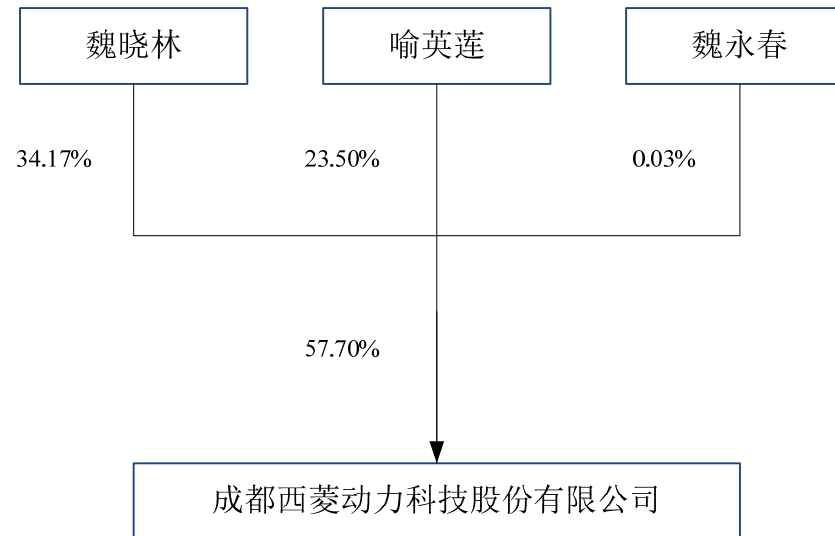 魏晓林
喻英莲
魏永春
34.17%
23.50%
0.03%
57.70%
成都西菱动力科技股份有限公司